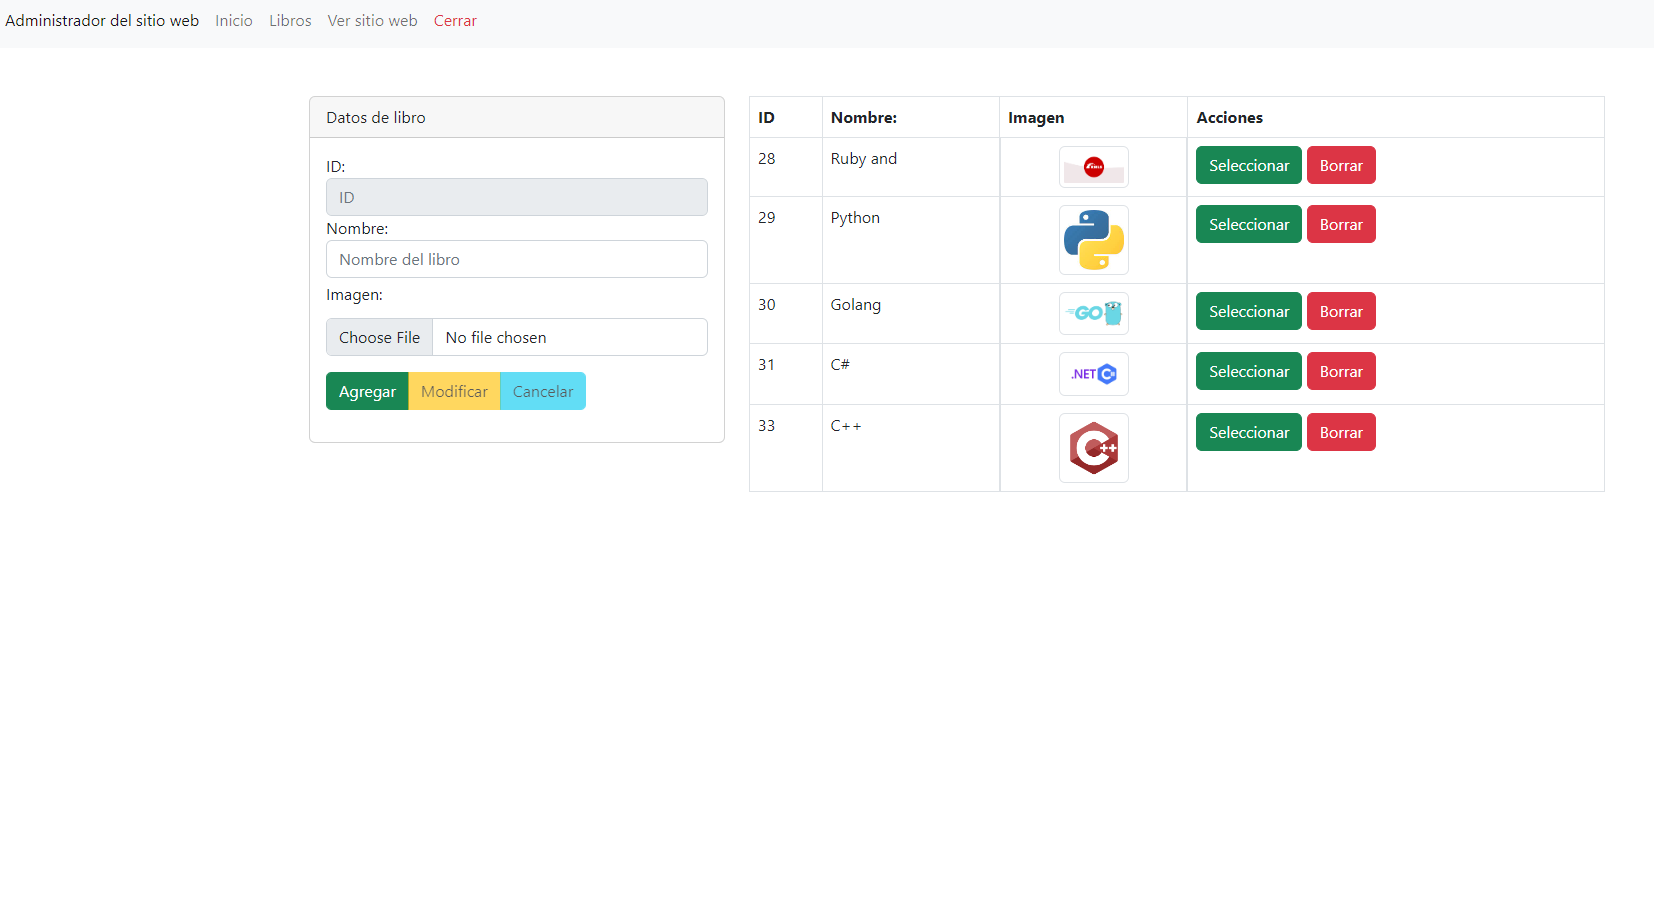 Administrador del sitio web Inicio Libros Ver sitio web Cerrar
Datos de libro
ID:
ID
Nombre:
Nombre del libro
Imagen:
Choose File No file chosen
Agregar Modificar Cancelar
ID Nombre: Imagen Acciones
28 Ruby and Seleccionar Borrar
29 Python Seleccionar Borrar
30 Golang GO Seleccionar Borrar
31 C# .NET C# Seleccionar Borrar
33 C++ C++ Seleccionar Borrar